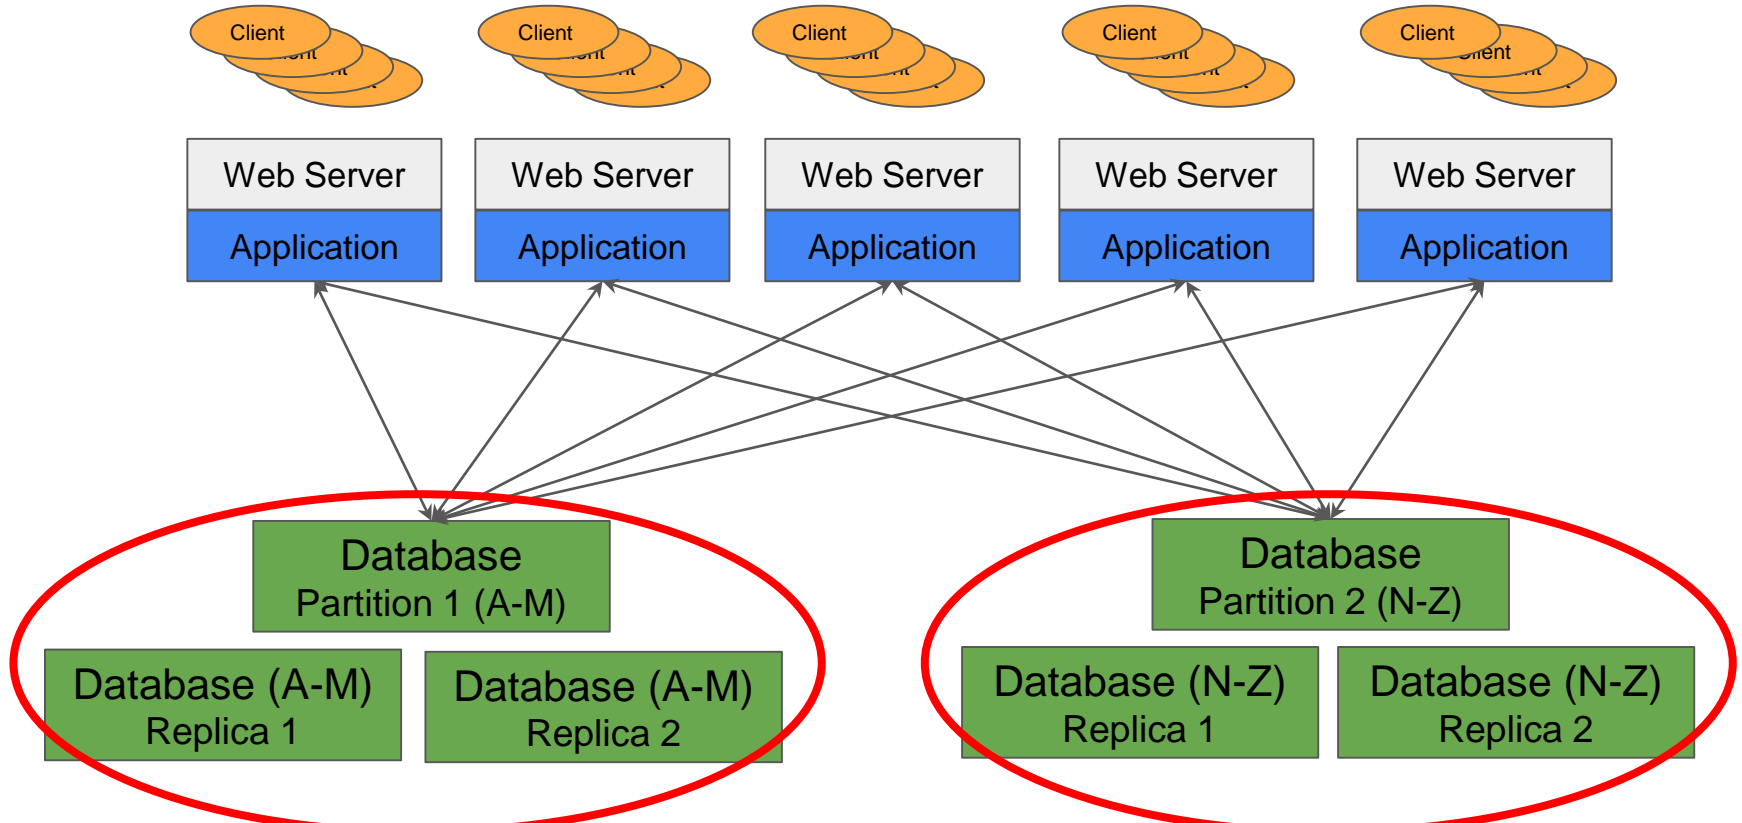 Client
Client
Client
Client
Client
Web Server
Web Server
Web Server
Web Server
Web Server
Application
Application
Application
Application
Application
Database
Partition 1 (A-M)
Database
Partition 2 (N-Z)
Database (A-M)
Replica 1
Database (A-M)
Replica 2
Database (N-Z)
Replica 1
Database (N-Z)
Replica 2